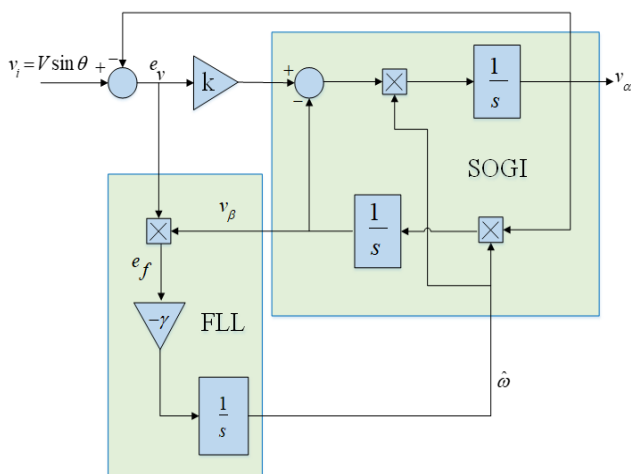 v_i = V sin θ
+
−
e_v
k
+
−
×
1/s
v_α
SOGI
v_β
×
1/s
×
e_f
−γ
FLL
1/s
ω̂